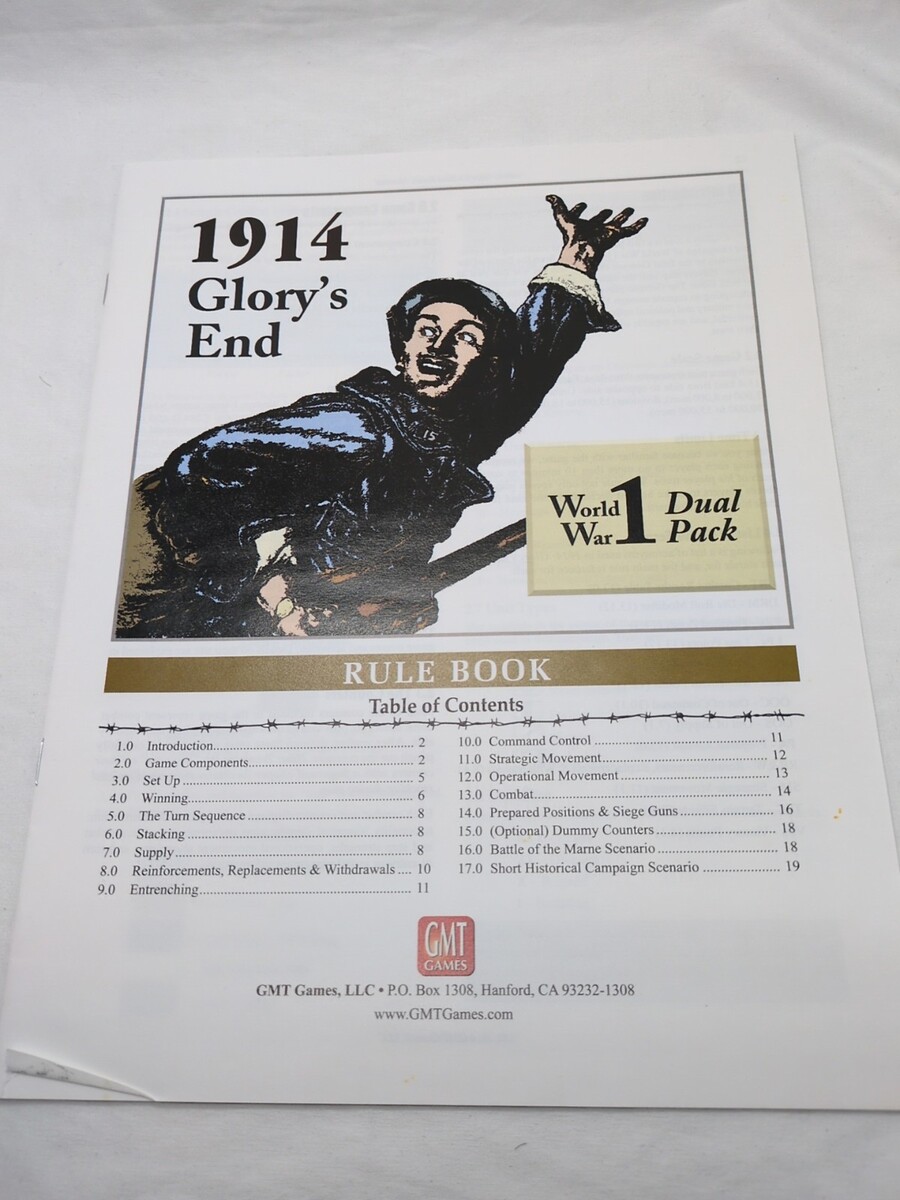 1914
Glory's
End
15
World
War
1
Dual
Pack
RULE BOOK
Table of Contents
1.0 Introduction........................................................ 2
2.0 Game Components............................................ 2
3.0 Set Up ............................................................... 5
4.0 Winning............................................................. 6
5.0 The Turn Sequence ............................................ 8
6.0 Stacking ............................................................ 8
7.0 Supply ............................................................... 8
8.0 Reinforcements, Replacements & Withdrawals .... 10
9.0 Entrenching......................................................... 11
10.0 Command Control ............................................. 11
11.0 Strategic Movement............................................ 12
12.0 Operational Movement ....................................... 13
13.0 Combat............................................................... 14
14.0 Prepared Positions & Siege Guns ........................ 16
15.0 (Optional) Dummy Counters ............................... 18
16.0 Battle of the Marne Scenario ............................... 18
17.0 Short Historical Campaign Scenario .................... 19
GMT
GAMES
GMT Games, LLC • P.O. Box 1308, Hanford, CA 93232-1308
www.GMTGames.com